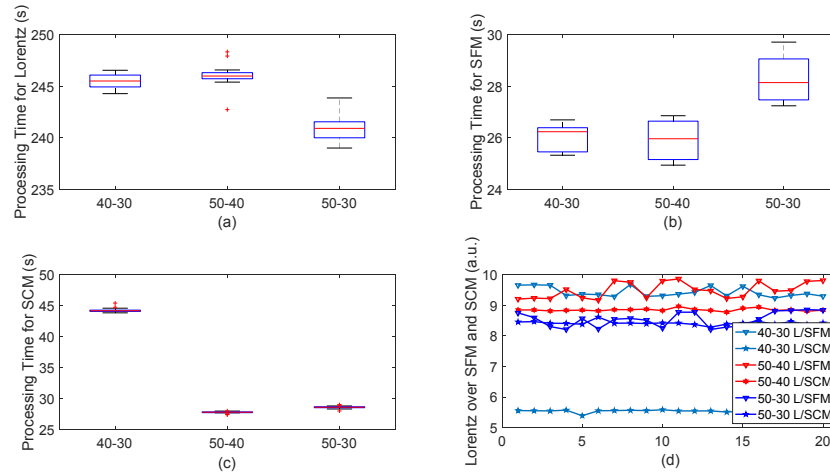 Processing Time for Lorentz (s)
250
245
240
235
40-30
50-40
50-30
(a)
Processing Time for SFM (s)
30
28
26
24
40-30
50-40
50-30
(b)
Processing Time for SCM (s)
50
45
40
35
30
25
40-30
50-40
50-30
(c)
Lorentz over SFM and SCM (a.u.)
10
9
8
7
6
5
0
5
10
15
20
40-30 L/SFM
40-30 L/SCM
50-40 L/SFM
50-40 L/SCM
50-30 L/SFM
50-30 L/SCM
(d)